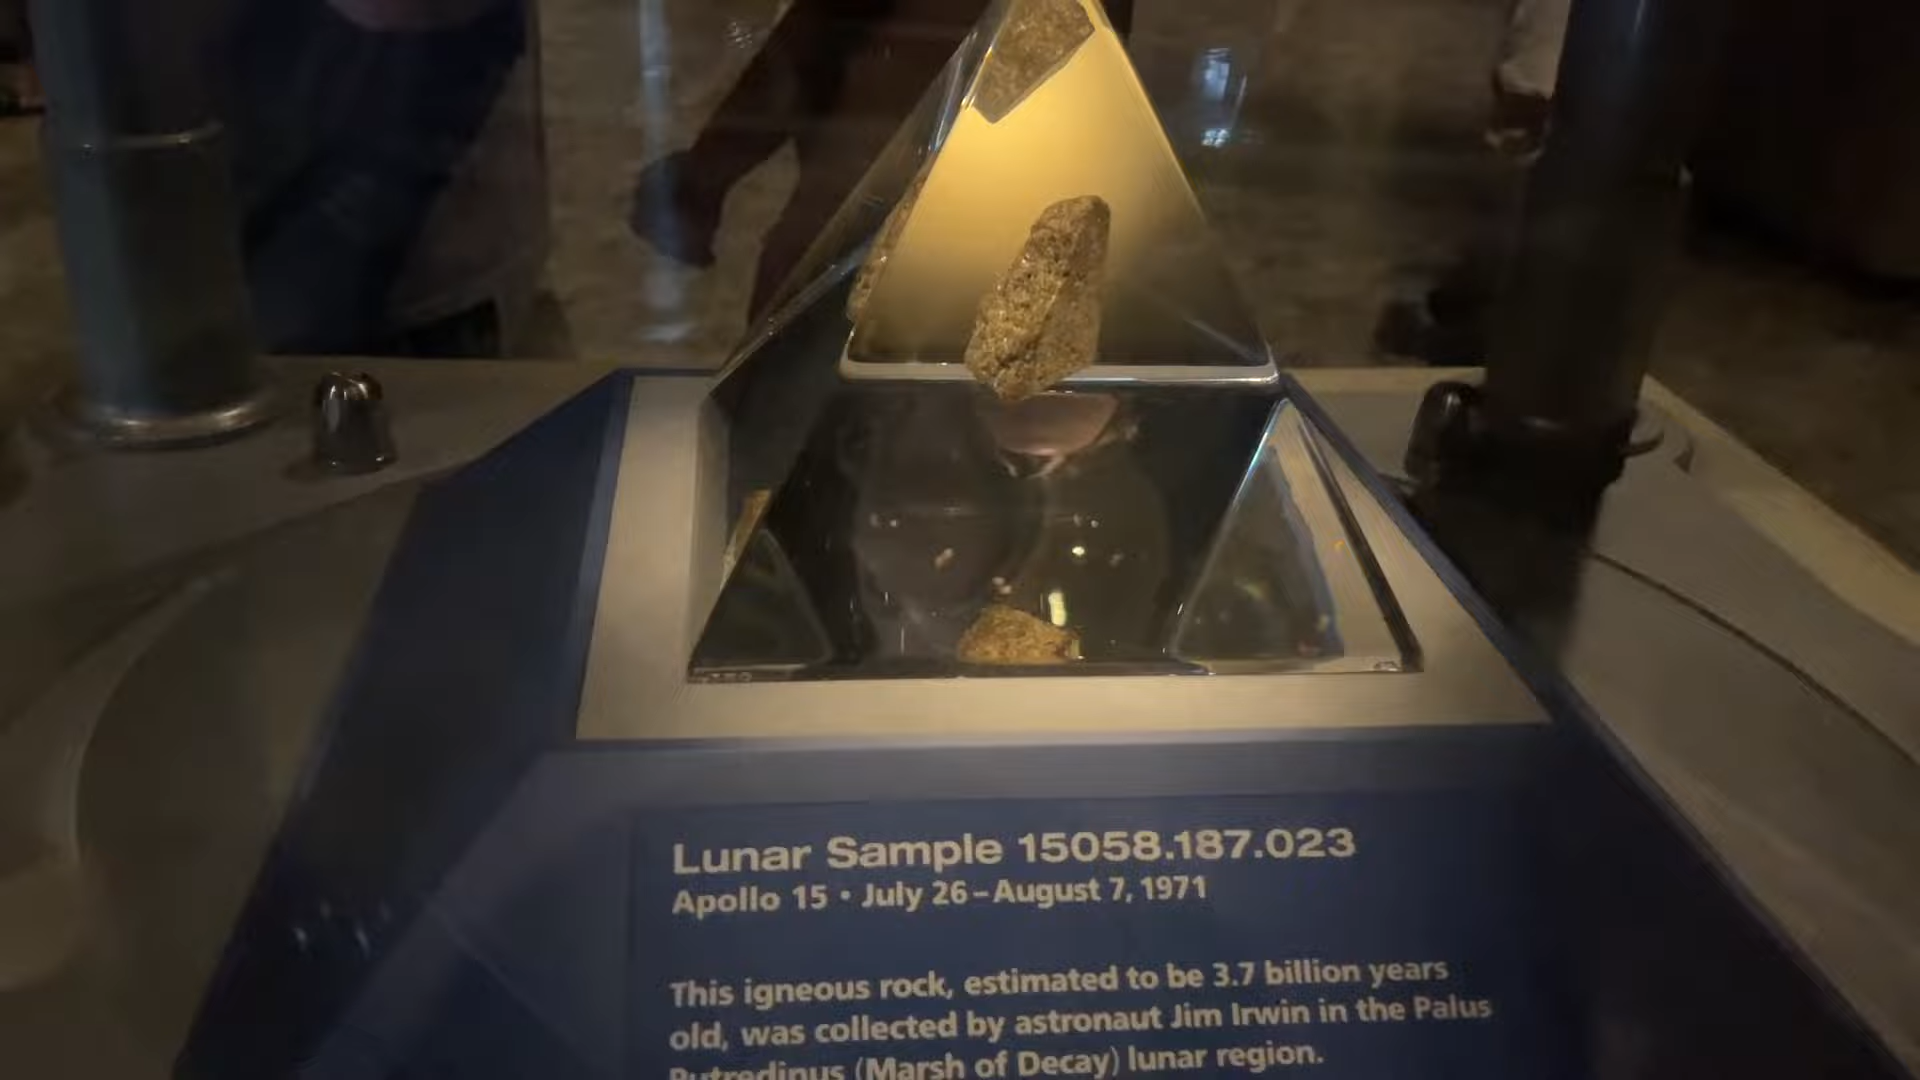 Lunar Sample 15058.187.023
Apollo 15 • July 26–August 7, 1971
This igneous rock, estimated to be 3.7 billion years
old, was collected by astronaut Jim Irwin in the Palus
Putredinus (Marsh of Decay) lunar region.